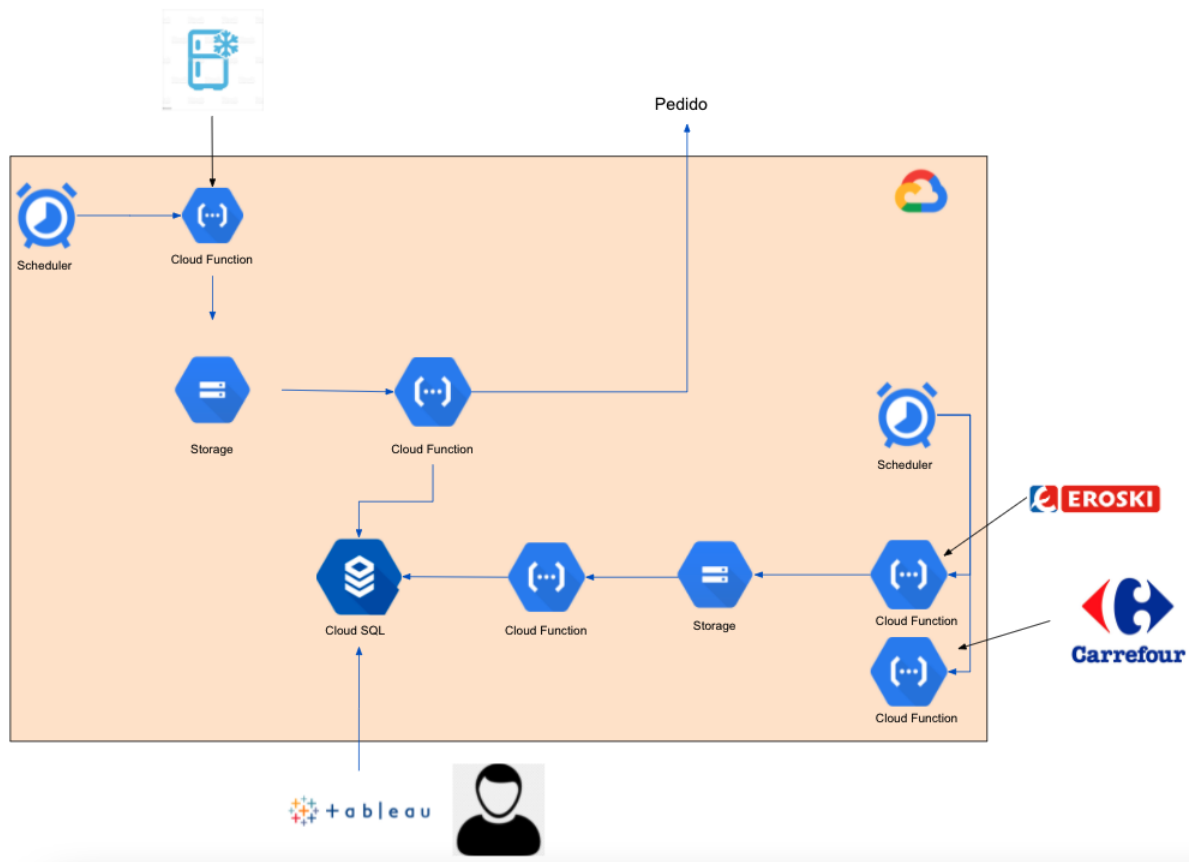 Pedido
Scheduler
Cloud Function
Storage
Cloud Function
Scheduler
EROSKI
Cloud SQL
Cloud Function
Storage
Cloud Function
Carrefour
Cloud Function
+ableau